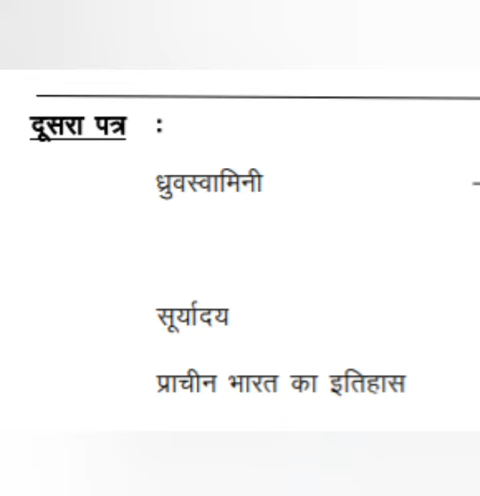 दूसरा पत्र :
ध्रुवस्वामिनी -
सूर्यादय
प्राचीन भारत का इतिहास